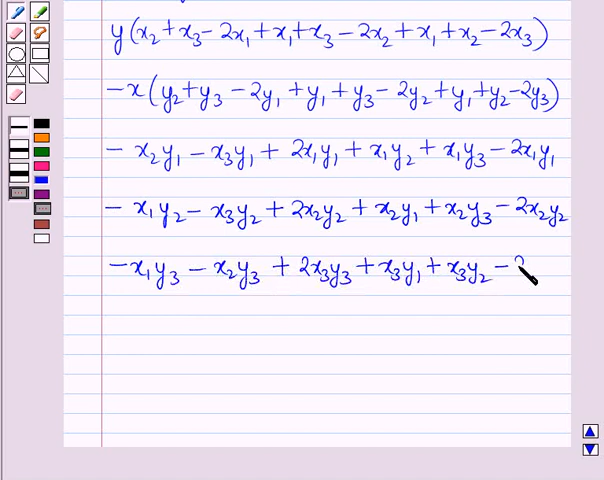 y(x₂+x₃-2x₁+x₁+x₃-2x₂+x₁+x₂-2x₃)
-x(y₂+y₃-2y₁+y₁+y₃-2y₂+y₁+y₂-2y₃)
- x₂y₁ - x₃y₁ + 2x₁y₁ + x₁y₂ + x₁y₃ - 2x₁y₁
- x₁y₂ - x₃y₂ + 2x₂y₂ + x₂y₁ + x₂y₃ - 2x₂y₂
- x₁y₃ - x₂y₃ + 2x₃y₃ + x₃y₁ + x₃y₂ -